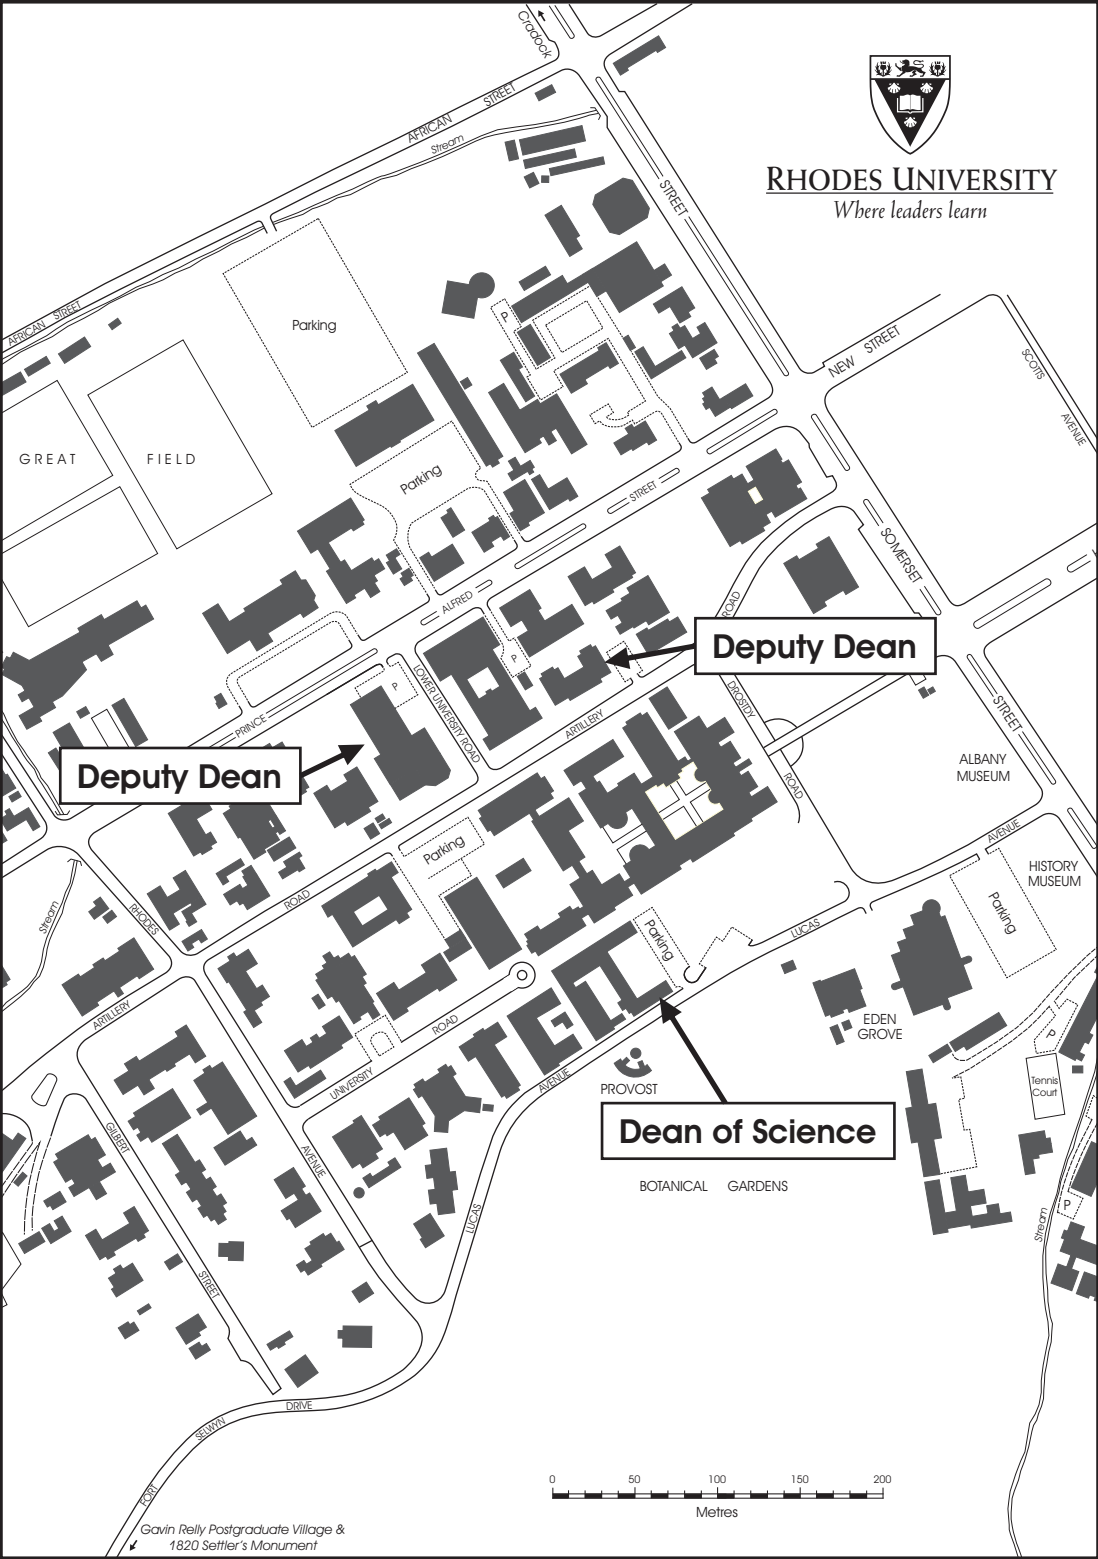 Cradock
AFRICAN STREET
Stream
STREET
RHODES UNIVERSITY
Where leaders learn
AFRICAN STREET
Parking
P
NEW STREET
SCOTTS AVENUE
GREAT FIELD
Parking
STREET
SOMERSET
ALFRED
ROAD
Deputy Dean
P
P
LOWER UNIVERSITY ROAD
DROSTDY
STREET
PRINCE
ARTILLERY
Deputy Dean
ALBANY
MUSEUM
ROAD
AVENUE
Parking
HISTORY
MUSEUM
Parking
ROAD
RHODES
Stream
LUCAS
Parking
EDEN
GROVE
ARTILLERY
ROAD
P
UNIVERSITY
AVENUE
PROVOST
Tennis
Court
GILBERT
AVENUE
Dean of Science
BOTANICAL GARDENS
P
LUCAS
Stream
STREET
DRIVE
SELWYN
FORT
0 50 100 150 200
Metres
Gavin Relly Postgraduate Village &
1820 Settler's Monument